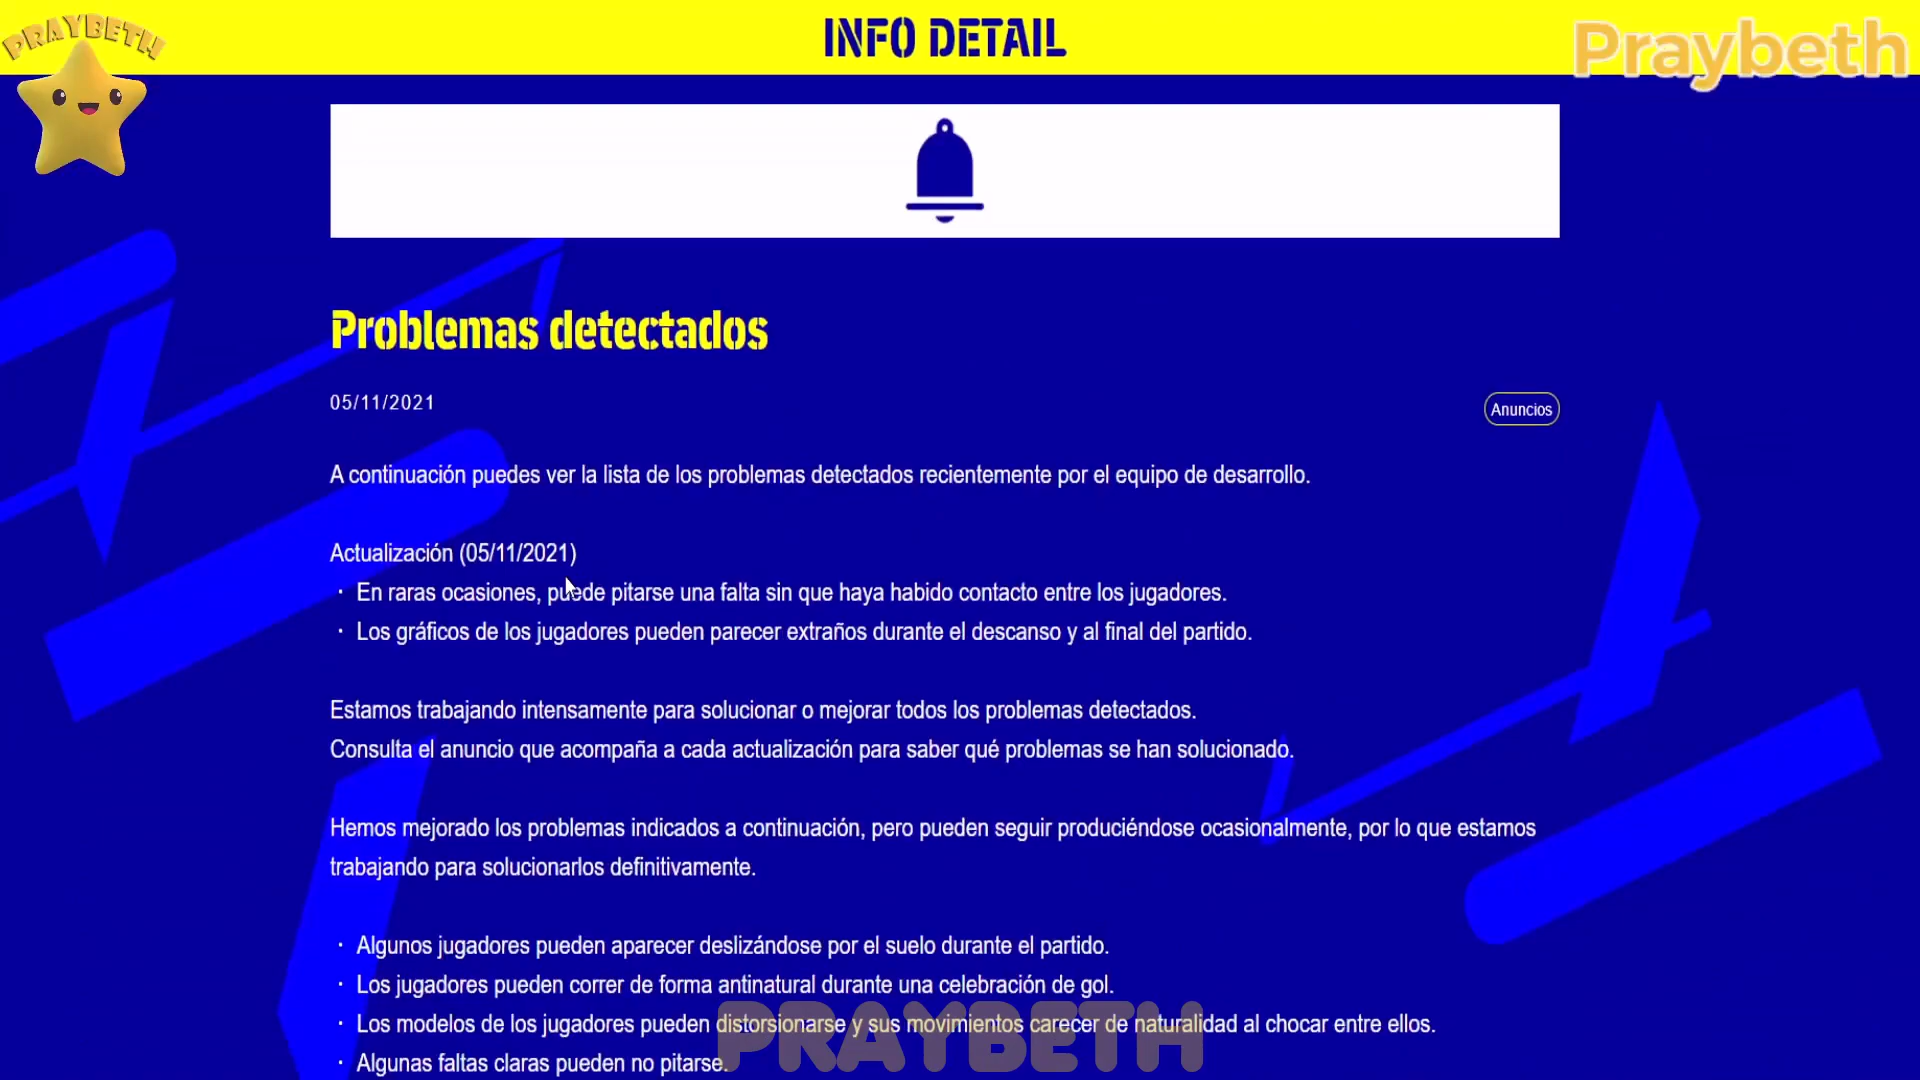 PRAYBETH
INFO DETAIL
Praybeth
Problemas detectados
05/11/2021
Anuncios
A continuación puedes ver la lista de los problemas detectados recientemente por el equipo de desarrollo.
Actualización (05/11/2021)
· En raras ocasiones, puede pitarse una falta sin que haya habido contacto entre los jugadores.
· Los gráficos de los jugadores pueden parecer extraños durante el descanso y al final del partido.
Estamos trabajando intensamente para solucionar o mejorar todos los problemas detectados.
Consulta el anuncio que acompaña a cada actualización para saber qué problemas se han solucionado.
Hemos mejorado los problemas indicados a continuación, pero pueden seguir produciéndose ocasionalmente, por lo que estamos
trabajando para solucionarlos definitivamente.
· Algunos jugadores pueden aparecer deslizándose por el suelo durante el partido.
· Los jugadores pueden correr de forma antinatural durante una celebración de gol.
· Los modelos de los jugadores pueden distorsionarse y sus movimientos carecer de naturalidad al chocar entre ellos.
· Algunas faltas claras pueden no pitarse.
PRAYBETH